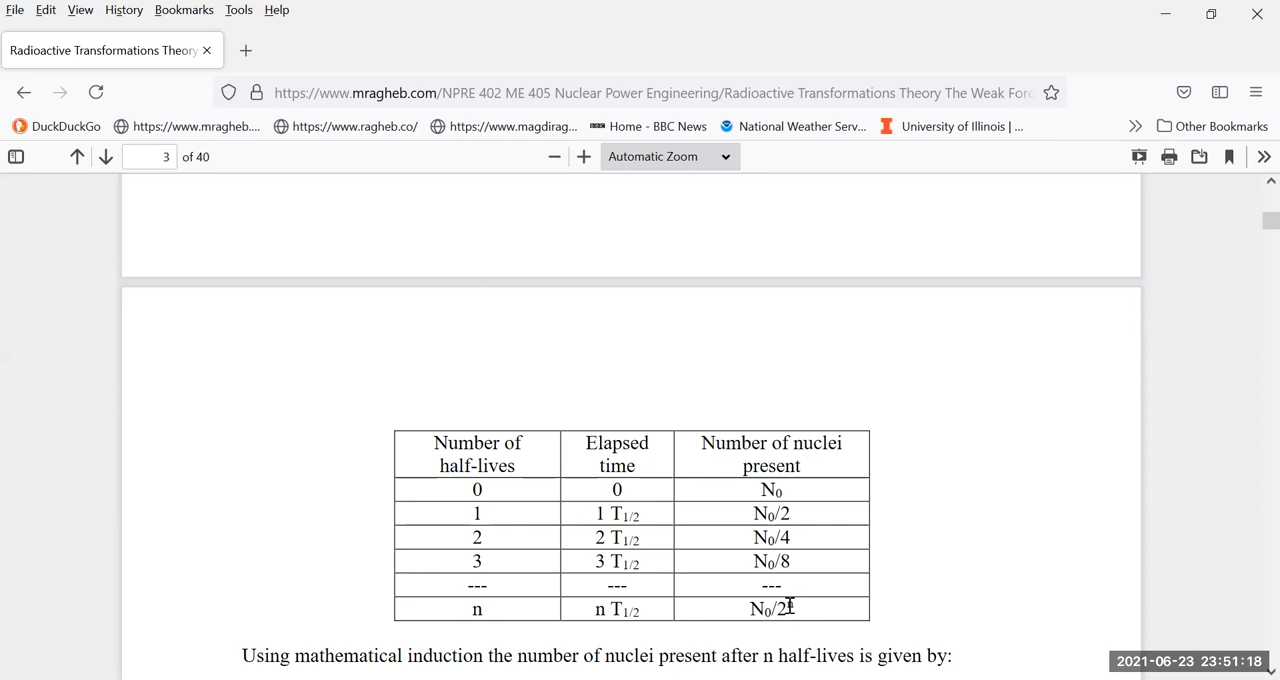 File Edit View History Bookmarks Tools Help
Radioactive Transformations Theory
https://www.mragheb.com/NPRE 402 ME 405 Nuclear Power Engineering/Radioactive Transformations Theory The Weak Forc
DuckDuckGo https://www.mragheb.... https://www.ragheb.co/ https://www.magdirag... BBC Home - BBC News National Weather Serv... University of Illinois | ... Other Bookmarks
3 of 40 Automatic Zoom
Number of half-lives Elapsed time Number of nuclei present
0 0 N₀
1 1 T₁/₂ N₀/2
2 2 T₁/₂ N₀/4
3 3 T₁/₂ N₀/8
--- --- ---
n n T₁/₂ N₀/2ⁿ
Using mathematical induction the number of nuclei present after n half-lives is given by:
2021-06-23 23:51:18